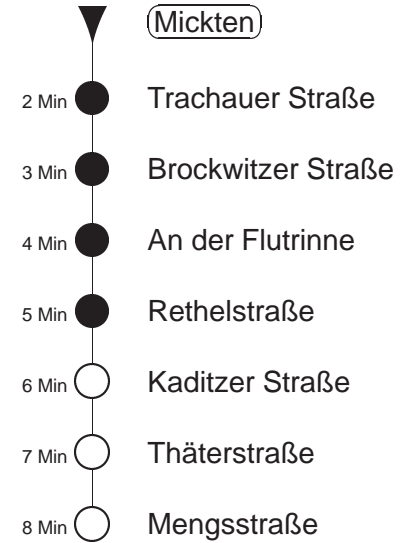 Mickten
2 Min Trachauer Straße
3 Min Brockwitzer Straße
4 Min An der Flutrinne
5 Min Rethelstraße
6 Min Kaditzer Straße
7 Min Thäterstraße
8 Min Mengsstraße